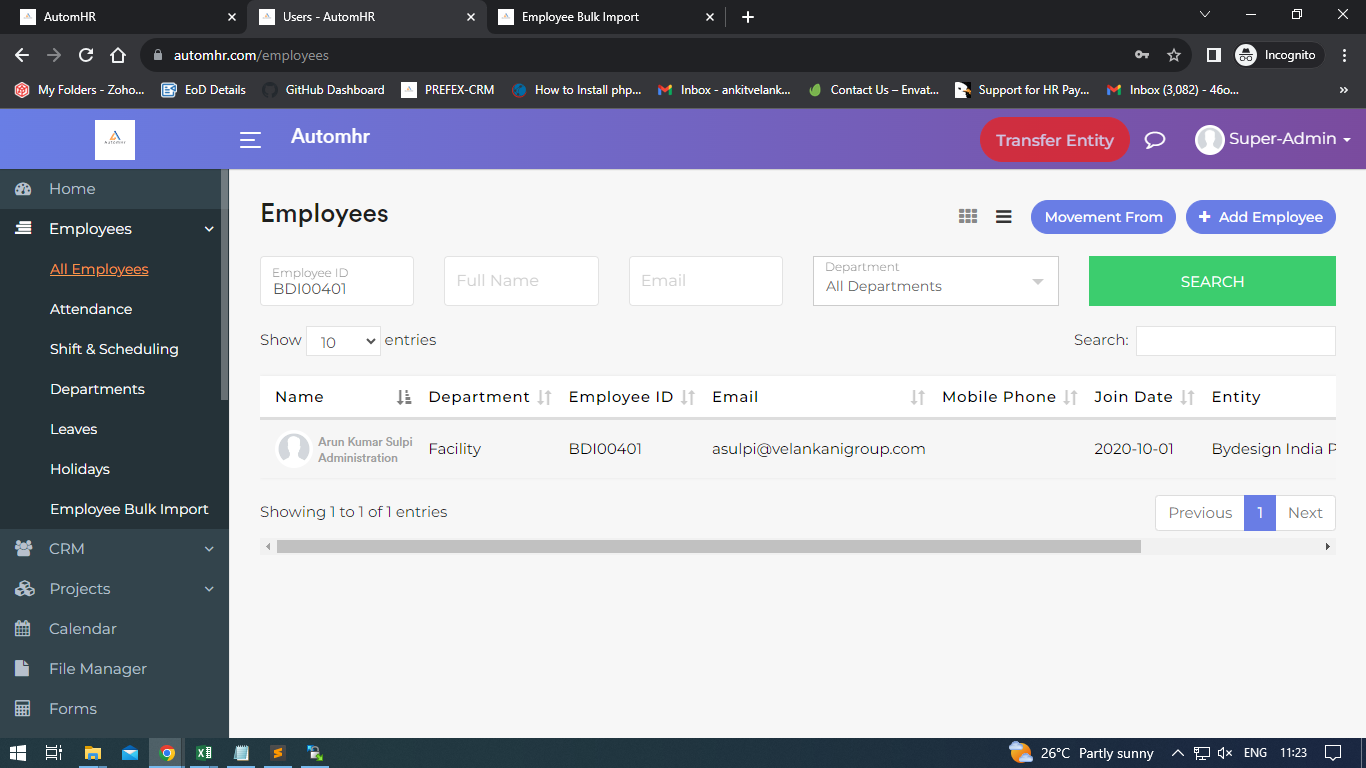 AutomHR
Users - AutomHR
Employee Bulk Import
automhr.com/employees
Incognito
My Folders - Zoho...
EoD Details
GitHub Dashboard
PREFEX-CRM
How to Install php...
Inbox - ankitvelank...
Contact Us – Envat...
Support for HR Pay...
Inbox (3,082) - 46o...
»
Automhr
Transfer Entity
Super-Admin
Home
Employees
All Employees
Attendance
Shift & Scheduling
Departments
Leaves
Holidays
Employee Bulk Import
CRM
Projects
Calendar
File Manager
Forms
Employees
Movement From
+ Add Employee
Employee ID
BDI00401
Full Name
Email
Department
All Departments
SEARCH
Show 10 entries
Search:
Name Department Employee ID Email Mobile Phone Join Date Entity
Arun Kumar Sulpi
Administration
Facility BDI00401 asulpi@velankanigroup.com 2020-10-01 Bydesign India P
Showing 1 to 1 of 1 entries
Previous 1 Next
26°C Partly sunny
ENG
11:23